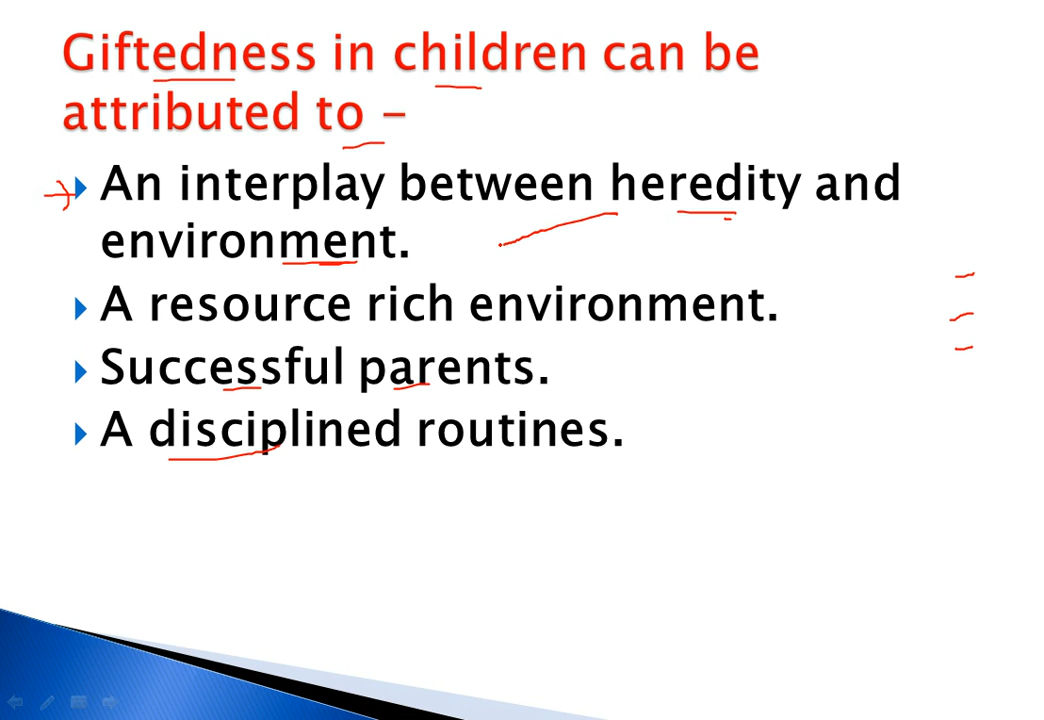 Giftedness in children can be
attributed to -
An interplay between heredity and
environment.
A resource rich environment.
Successful parents.
A disciplined routines.